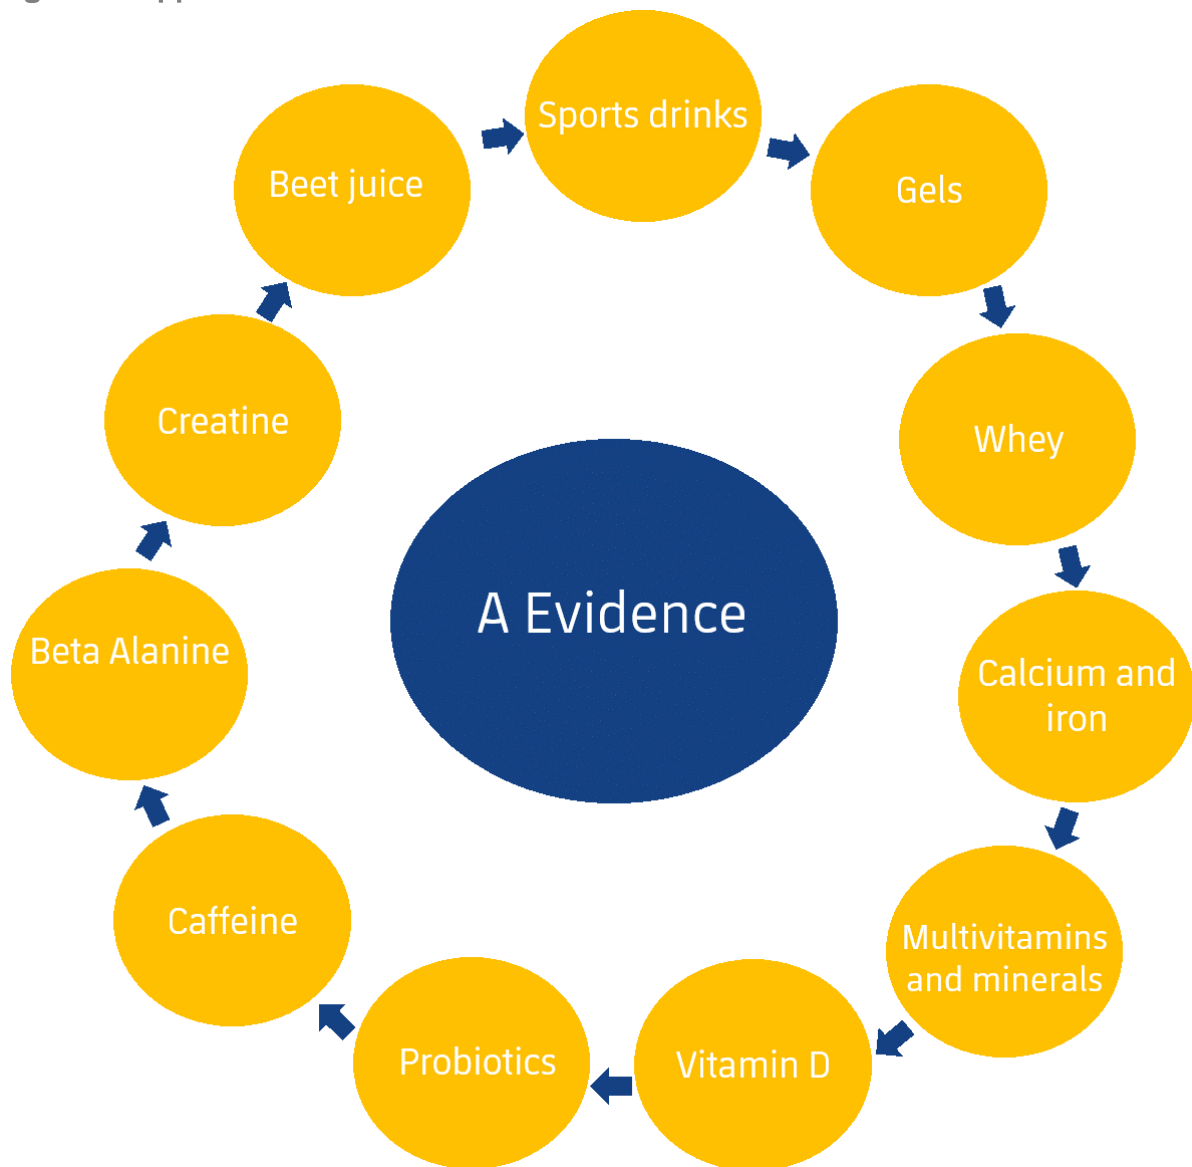 Sports drinks
Gels
Whey
Calcium and
iron
Multivitamins
and minerals
Vitamin D
Probiotics
Caffeine
Beta Alanine
Creatine
Beet juice
A Evidence